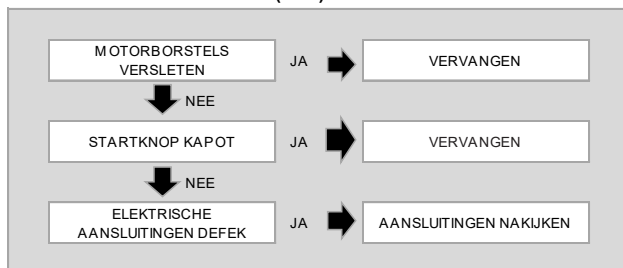 MOTORBORSTELS
VERSLETEN
JA
VERVANGEN
NEE
STARTKNOP KAPOT
JA
VERVANGEN
NEE
ELEKTRISCHE
AANSLUITINGEN DEFEK
JA
AANSLUITINGEN NAKIJKEN